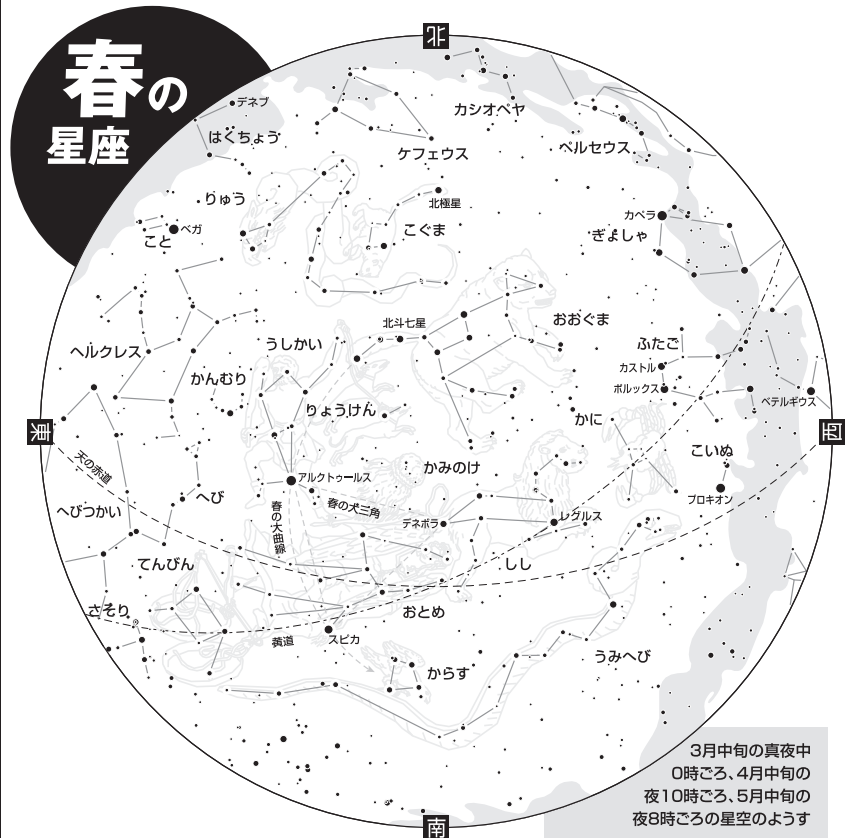 春の
星座
北
デネブ
はくちょう
カシオペヤ
ケフェウス
ペルセウス
りゅう
北極星
こぐま
カペラ
ぎょしゃ
ベガ
こと
北斗七星
おおぐま
うしかい
ヘルクレス
ふたご
カストル
かんむり
ポルックス
ベテルギウス
りょうけん
かに
東
西
天の赤道
かみのけ
こいぬ
アルクトゥールス
へび
プロキオン
春の大三角
春の大曲線
デネボラ
レグルス
へびつかい
てんびん
しし
さそり
おとめ
黄道
スピカ
うみへび
からす
南
3月中旬の真夜中
0時ごろ、4月中旬の
夜10時ごろ、5月中旬の
夜8時ごろの星空のようす